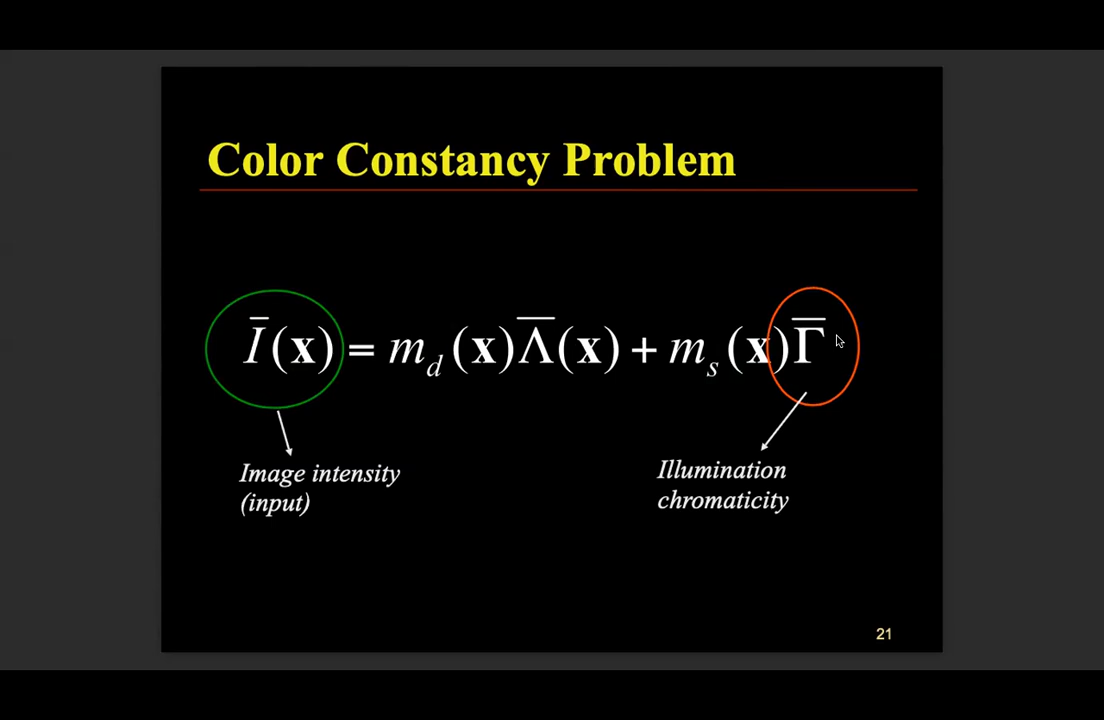 Color Constancy Problem
I̅(x) = m_d(x)Λ̅(x) + m_s(x)Γ̅
Image intensity
(input)
Illumination
chromaticity
21